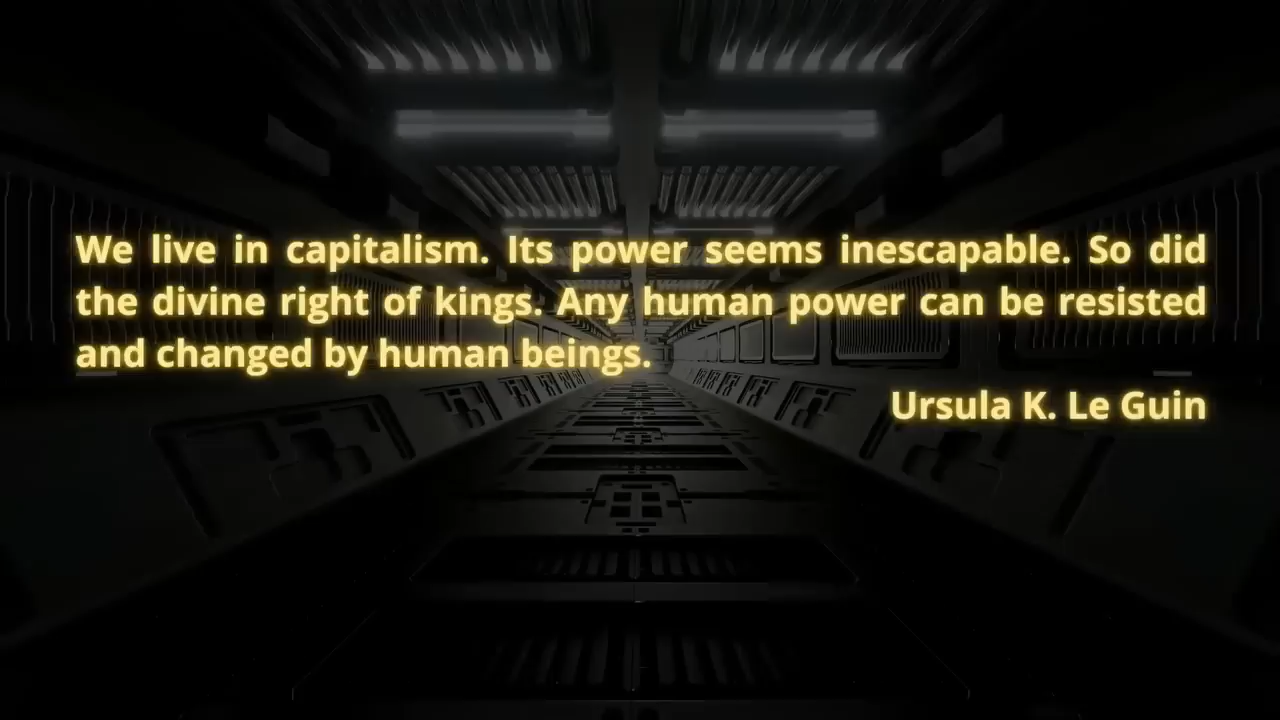 We live in capitalism. Its power seems inescapable. So did
the divine right of kings. Any human power can be resisted
and changed by human beings.
Ursula K. Le Guin